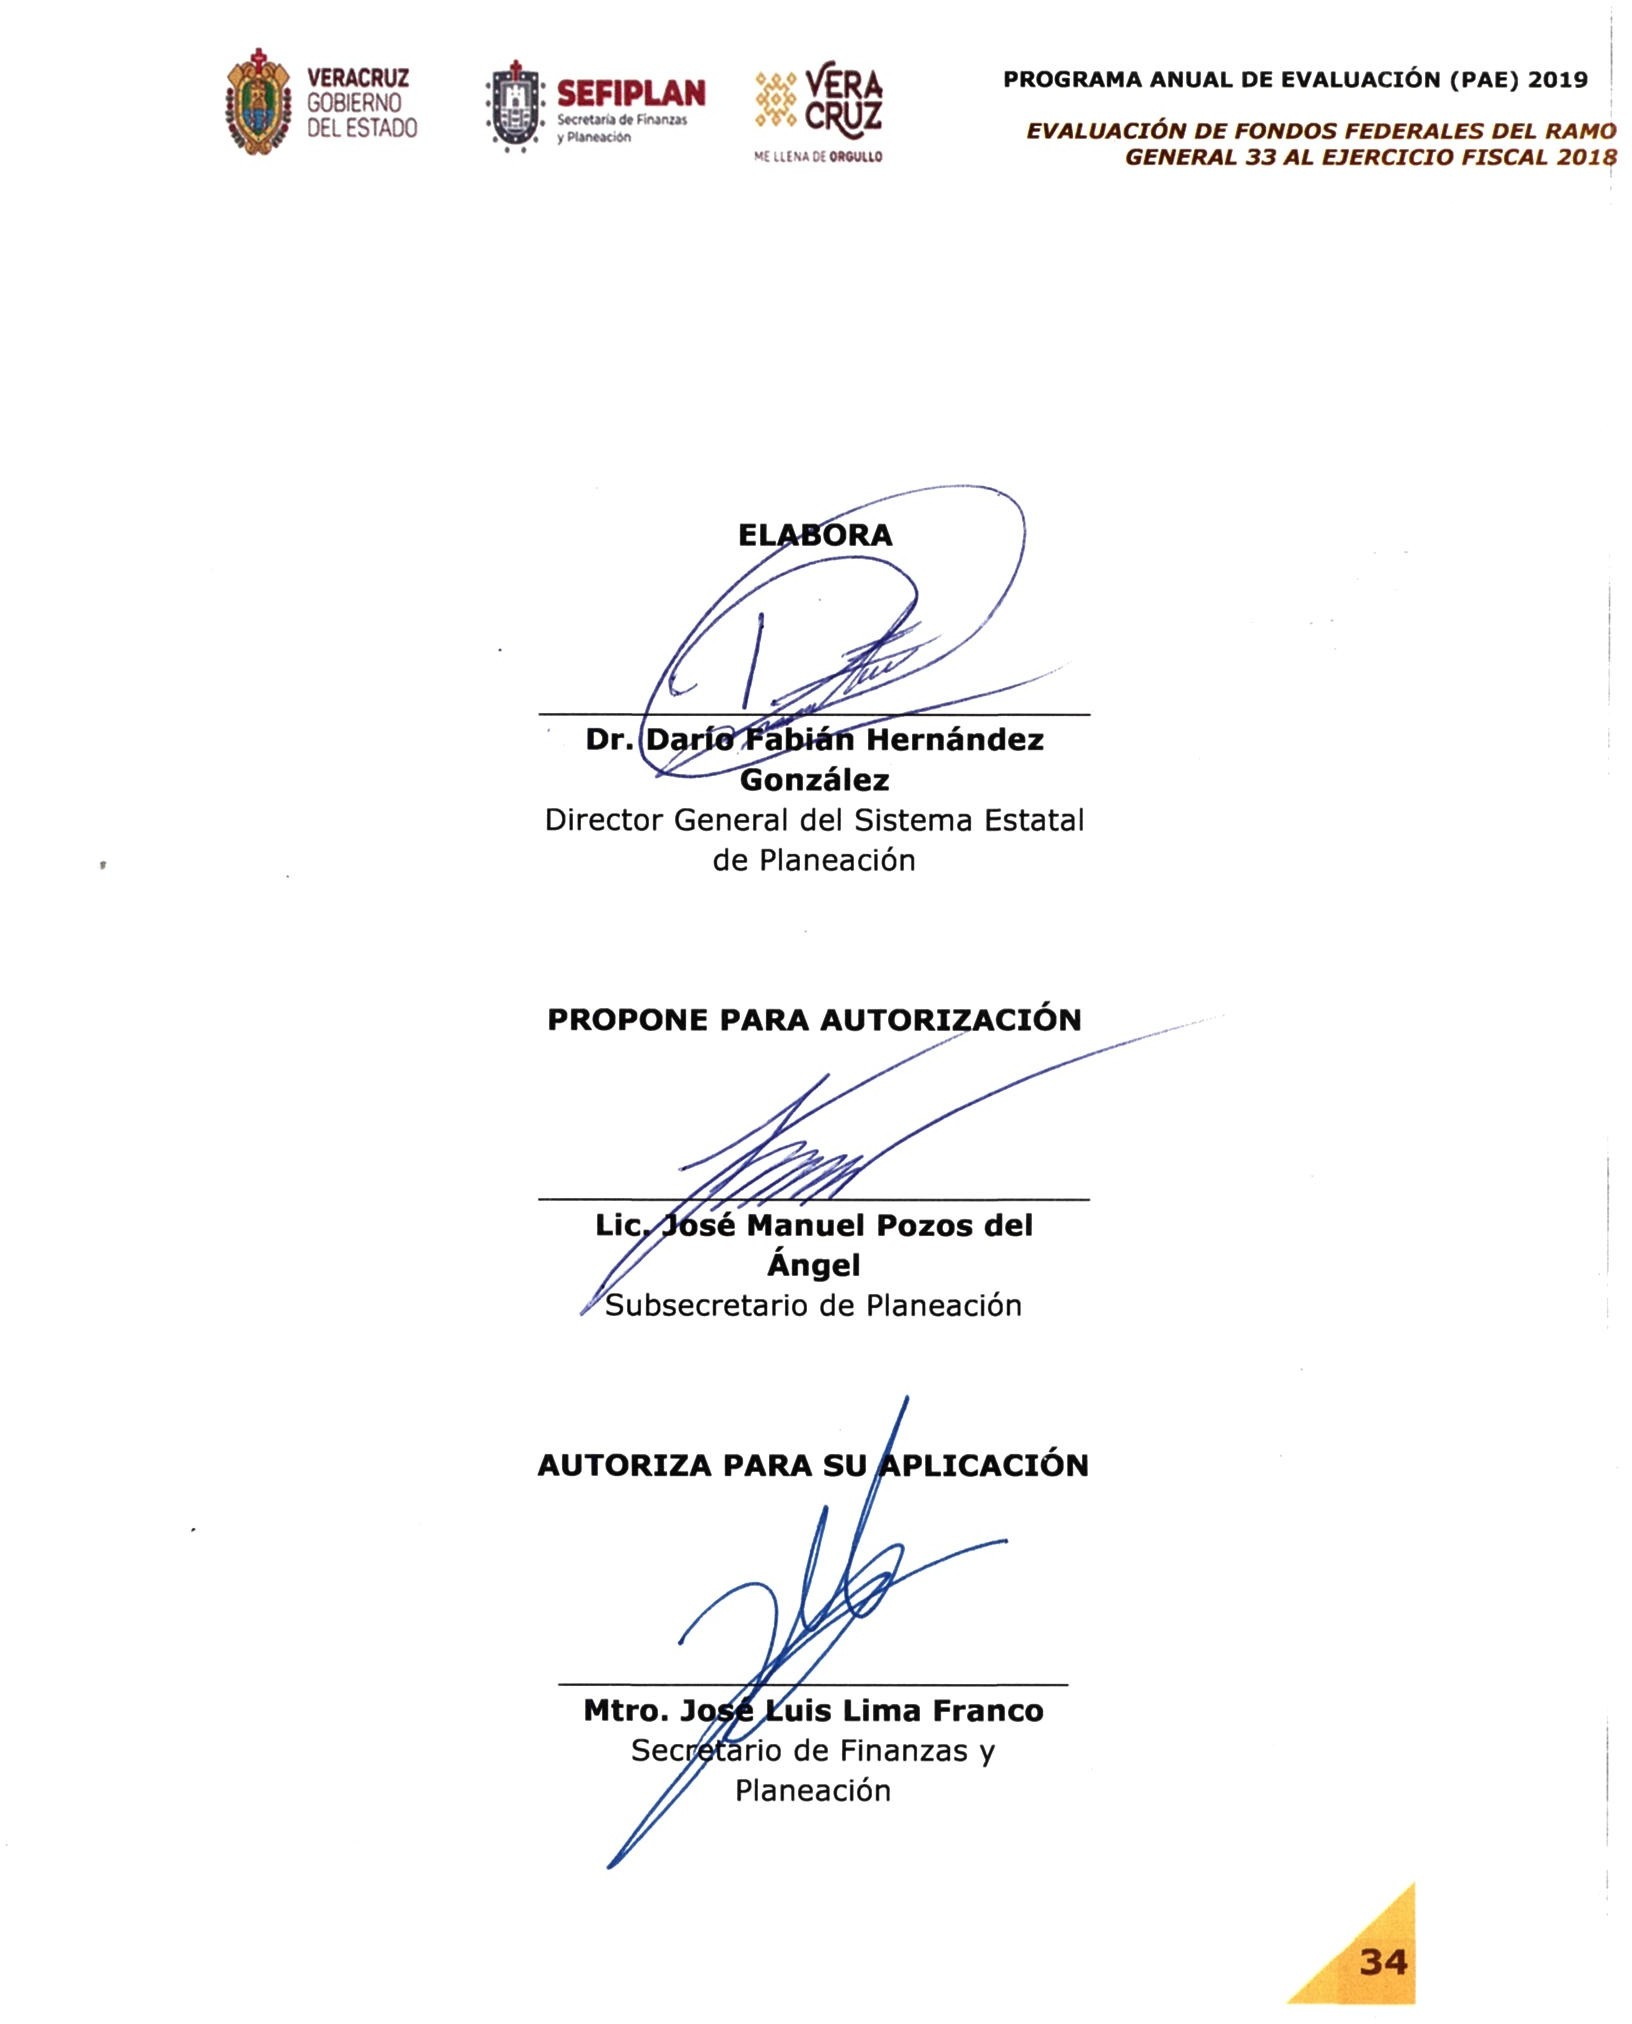 VERACRUZ
GOBIERNO
DEL ESTADO
SEFIPLAN
Secretaría de Finanzas
y Planeación
VERA
CRUZ
ME LLENA DE ORGULLO
PROGRAMA ANUAL DE EVALUACIÓN (PAE) 2019
EVALUACIÓN DE FONDOS FEDERALES DEL RAMO
GENERAL 33 AL EJERCICIO FISCAL 2018
ELABORA
Dr. Darío Fabián Hernández
González
Director General del Sistema Estatal
de Planeación
PROPONE PARA AUTORIZACIÓN
Lic. José Manuel Pozos del
Ángel
Subsecretario de Planeación
AUTORIZA PARA SU APLICACIÓN
Mtro. José Luis Lima Franco
Secretario de Finanzas y
Planeación
34